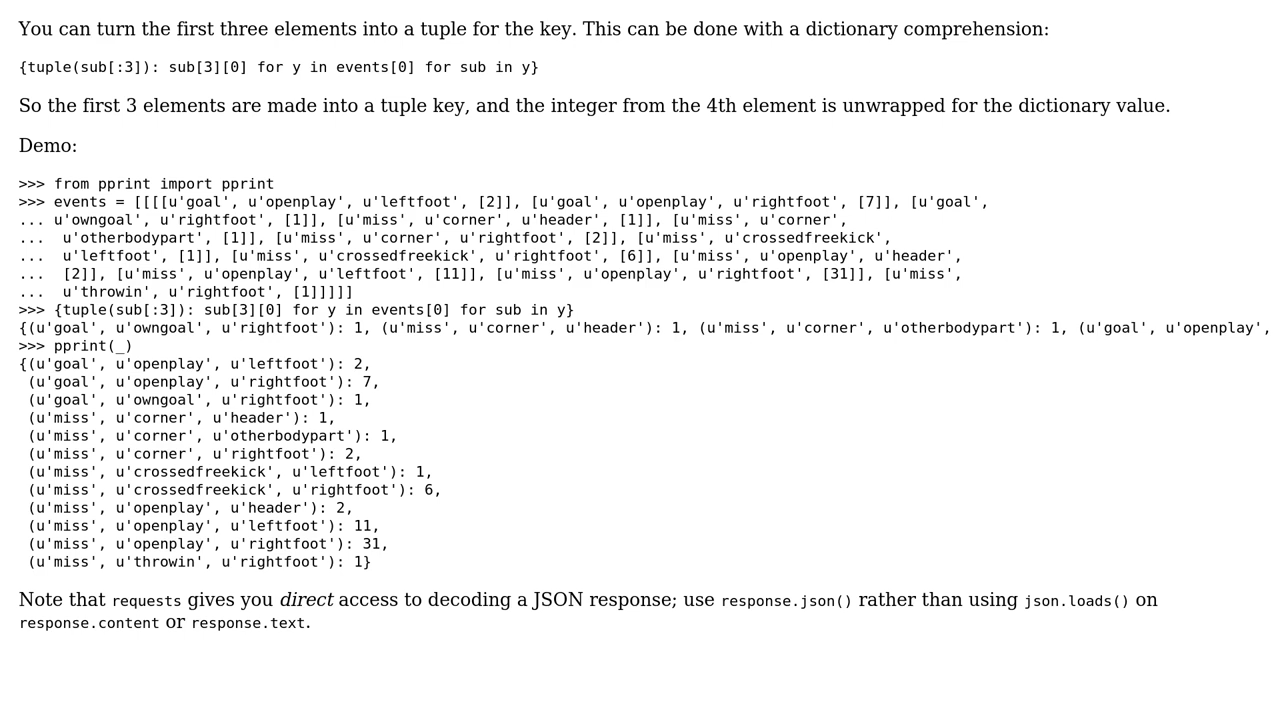 You can turn the first three elements into a tuple for the key. This can be done with a dictionary comprehension:
{tuple(sub[:3]): sub[3][0] for y in events[0] for sub in y}
So the first 3 elements are made into a tuple key, and the integer from the 4th element is unwrapped for the dictionary value.
Demo:
>>> from pprint import pprint
>>> events = [[[[u'goal', u'openplay', u'leftfoot', [2]], [u'goal', u'openplay', u'rightfoot', [7]], [u'goal',
... u'owngoal', u'rightfoot', [1]], [u'miss', u'corner', u'header', [1]], [u'miss', u'corner',
...  u'otherbodypart', [1]], [u'miss', u'corner', u'rightfoot', [2]], [u'miss', u'crossedfreekick',
...  u'leftfoot', [1]], [u'miss', u'crossedfreekick', u'rightfoot', [6]], [u'miss', u'openplay', u'header',
...  [2]], [u'miss', u'openplay', u'leftfoot', [11]], [u'miss', u'openplay', u'rightfoot', [31]], [u'miss',
...  u'throwin', u'rightfoot', [1]]]]]
>>> {tuple(sub[:3]): sub[3][0] for y in events[0] for sub in y}
{(u'goal', u'owngoal', u'rightfoot'): 1, (u'miss', u'corner', u'header'): 1, (u'miss', u'corner', u'otherbodypart'): 1, (u'goal', u'openplay',
>>> pprint(_)
{(u'goal', u'openplay', u'leftfoot'): 2,
 (u'goal', u'openplay', u'rightfoot'): 7,
 (u'goal', u'owngoal', u'rightfoot'): 1,
 (u'miss', u'corner', u'header'): 1,
 (u'miss', u'corner', u'otherbodypart'): 1,
 (u'miss', u'corner', u'rightfoot'): 2,
 (u'miss', u'crossedfreekick', u'leftfoot'): 1,
 (u'miss', u'crossedfreekick', u'rightfoot'): 6,
 (u'miss', u'openplay', u'header'): 2,
 (u'miss', u'openplay', u'leftfoot'): 11,
 (u'miss', u'openplay', u'rightfoot'): 31,
 (u'miss', u'throwin', u'rightfoot'): 1}
Note that requests gives you direct access to decoding a JSON response; use response.json() rather than using json.loads() on
response.content or response.text.